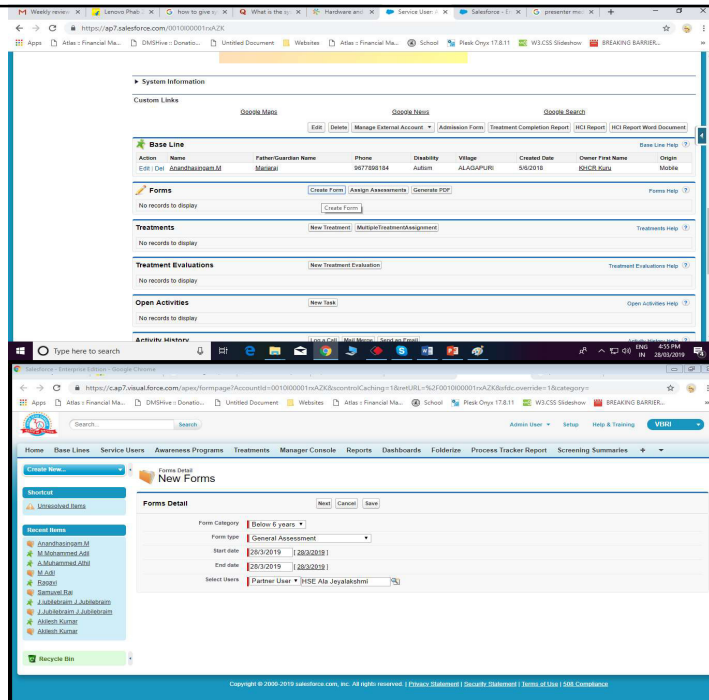 Weekly review
Lenovo Phab
G how to give s
Q What is the s
Hardware and
Service User:
Salesforce - E
G presenter mo
https://ap7.salesforce.com/0010I00001rxAZK
Apps Atlas :: Financial Ma... DMSHive :: Donatio... Untitled Document Websites Atlas :: Financial Ma... School Plesk Onyx 17.8.11 W3.CSS Slideshow BREAKING BARRIER...
System Information
Custom Links
Google Maps Google News Google Search
Edit Delete Manage External Account Admission Form Treatment Completion Report HCI Report HCI Report Word Document
Base Line Base Line Help
Action Name Father/Guardian Name Phone Disability Village Created Date Owner First Name Origin
Edit | Del Anandhasingam.M Mariaraj 9677898184 Autism ALAGAPURI 5/6/2018 KHCR Kuru Mobile
Forms Create Form Assign Assessments Generate PDF Forms Help
No records to display
Create Form
Treatments New Treatment MultipleTreatmentAssignment Treatments Help
No records to display
Treatment Evaluations New Treatment Evaluation Treatment Evaluations Help
No records to display
Open Activities New Task Open Activities Help
No records to display
Activity History Log a Call Mail Merge Send an Email Activity History Help
Type here to search
ENG 4:55 PM
IN 28/03/2019
Salesforce - Enterprise Edition - Google Chrome
https://c.ap7.visual.force.com/apex/formpage?AccountId=0010I00001rxAZK&scontrolCaching=1&retURL=%2F0010I00001rxAZK&sfdc.override=1&category=
Apps Atlas :: Financial Ma... DMSHive :: Donatio... Untitled Document Websites Atlas :: Financial Ma... School Plesk Onyx 17.8.11 W3.CSS Slideshow BREAKING BARRIER...
Search... Search Admin User Setup Help & Training VBRI
Home Base Lines Service Users Awareness Programs Treatments Manager Console Reports Dashboards Folderize Process Tracker Report Screening Summaries +
Create New...
Forms Detail
New Forms
Shortcut
Unresolved Items
Forms Detail Next Cancel Save
Form Category Below 6 years
Form type General Assessment
Start date 28/3/2019 [ 28/3/2019 ]
End date 28/3/2019 [ 28/3/2019 ]
Select Users Partner User HSE Ala Jeyalakshmi
Recent Items
Anandhasingam M
M.Mohammed Adil
A.Muhammed Athil
M Adil
Ragavi
Samuvel Raj
J.Jubilebraim J.Jubilebraim
J.Jubilebraim J.Jubilebraim
Akilesh Kumar
Akilesh Kumar
Recycle Bin
Copyright © 2000-2019 salesforce.com, inc. All rights reserved. | Privacy Statement | Security Statement | Terms of Use | 508 Compliance